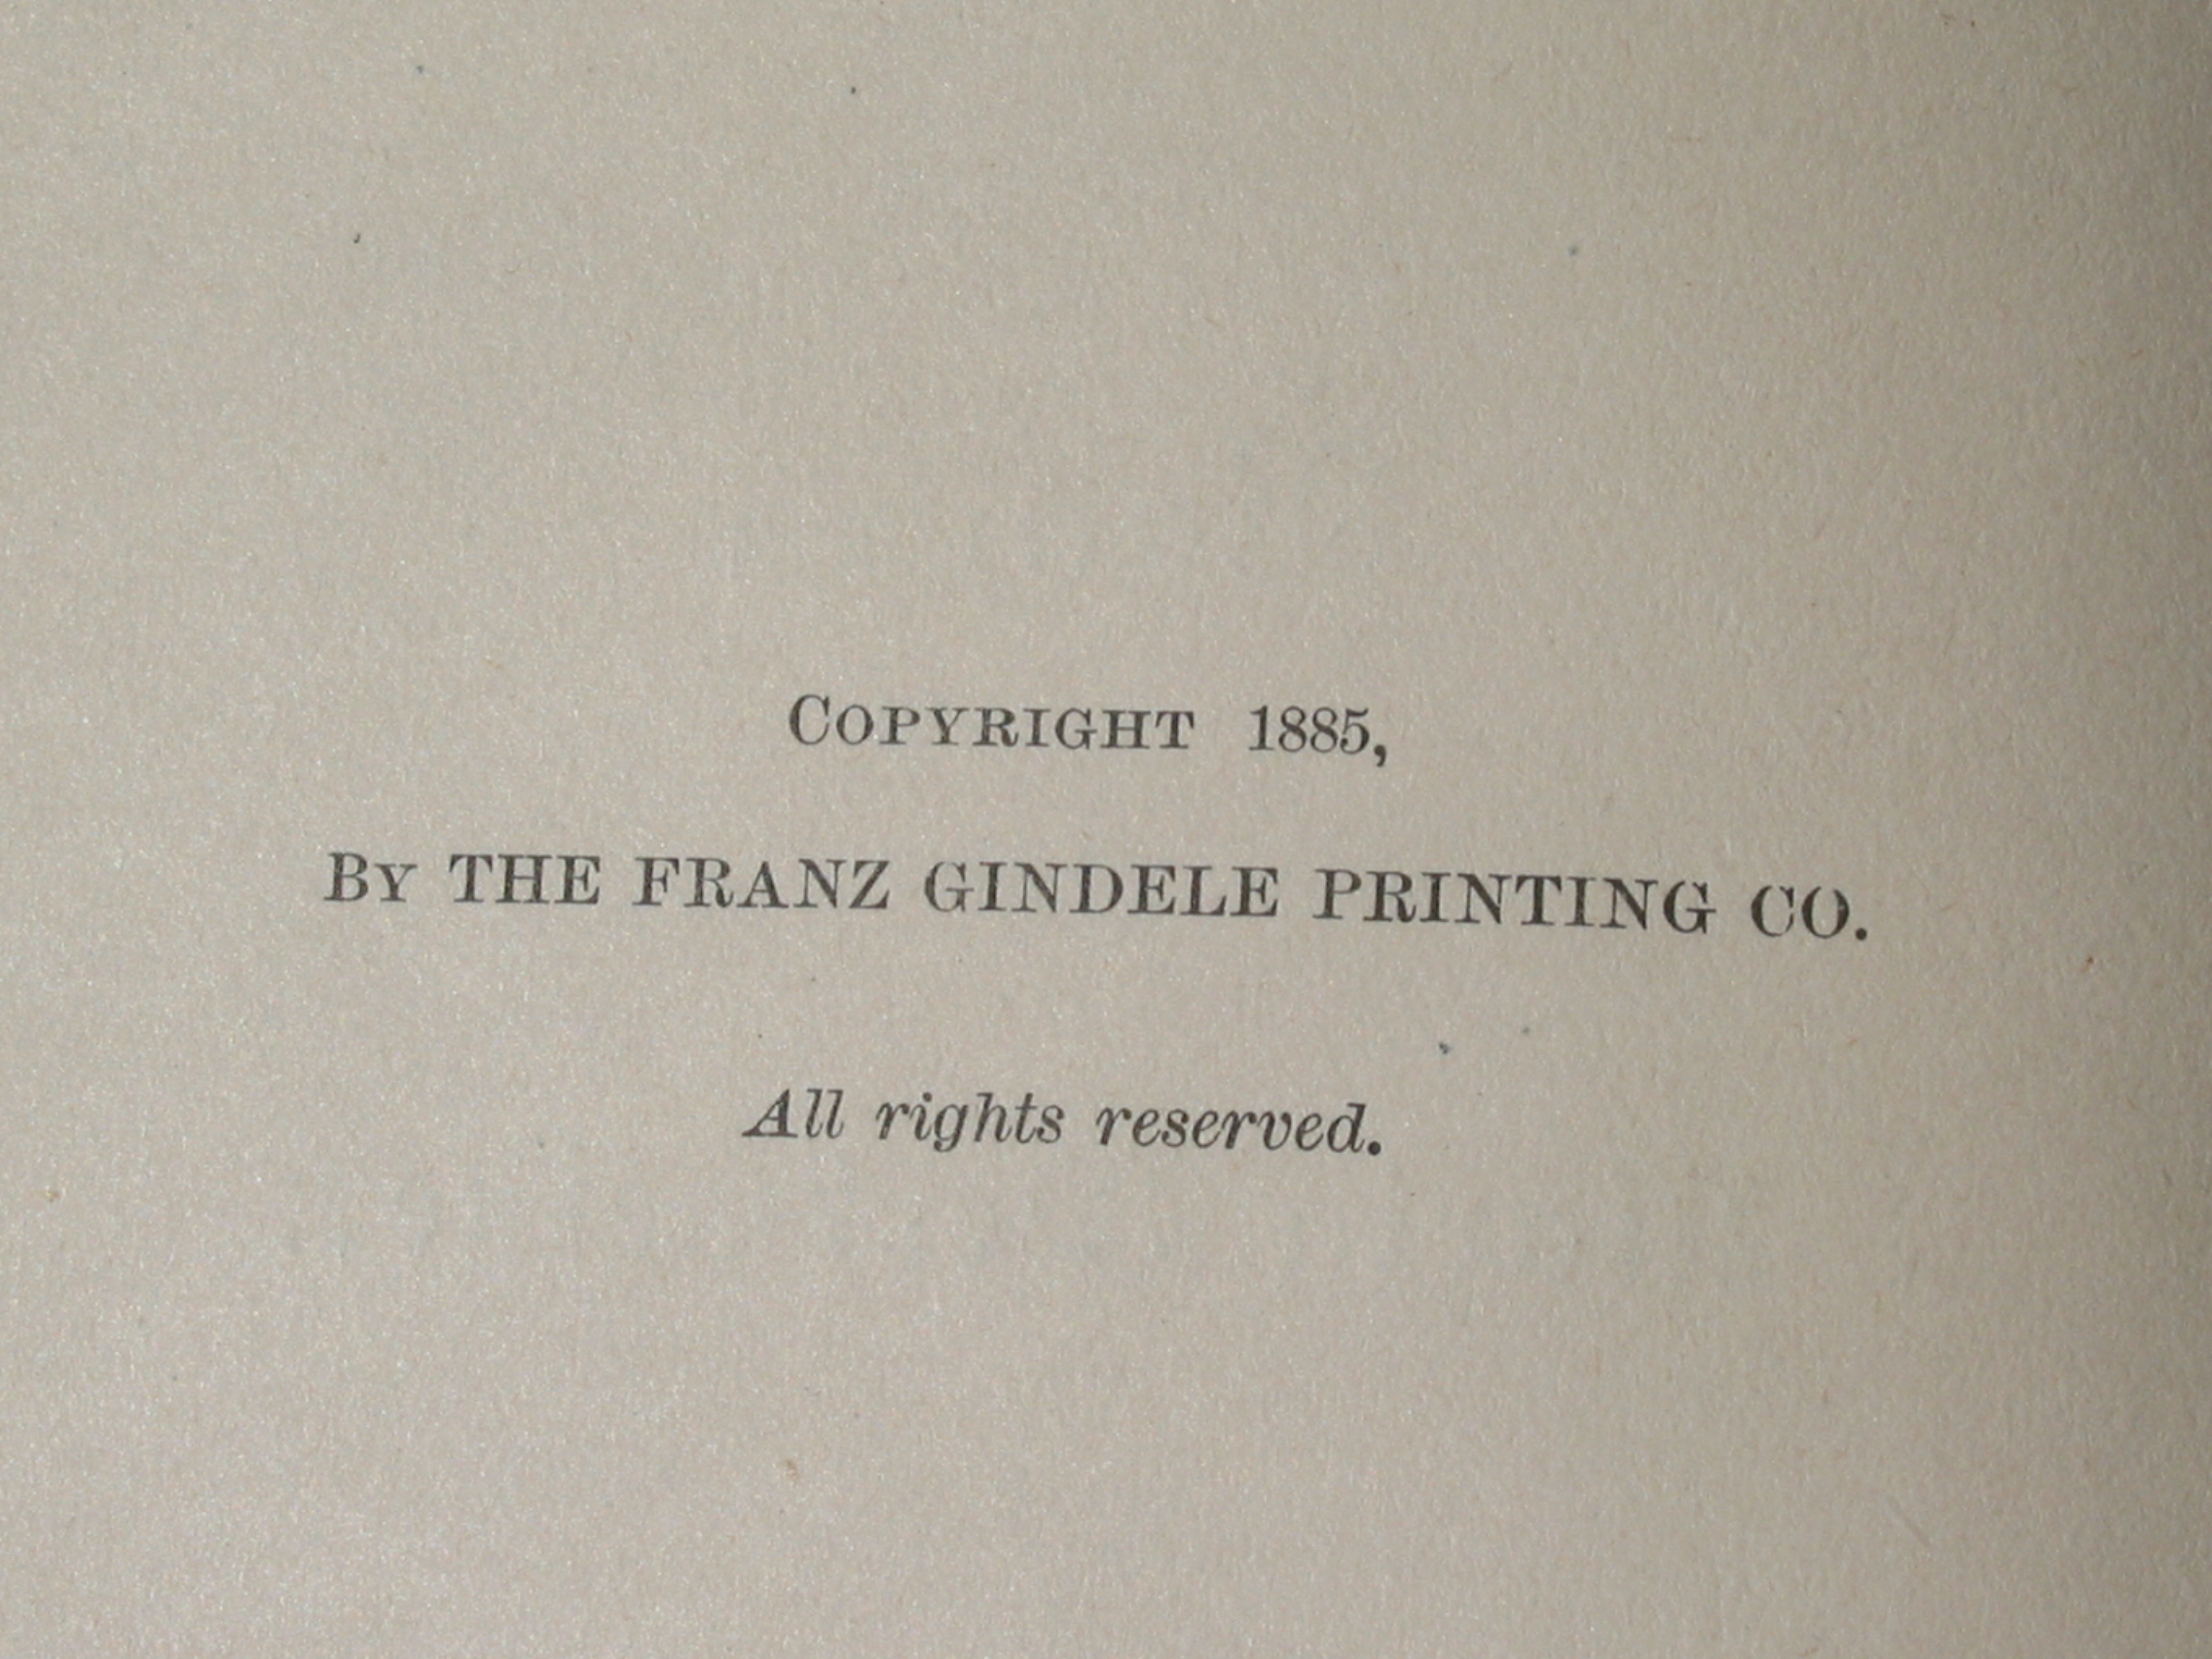 Copyright 1885,
By THE FRANZ GINDELE PRINTING CO.
All rights reserved.